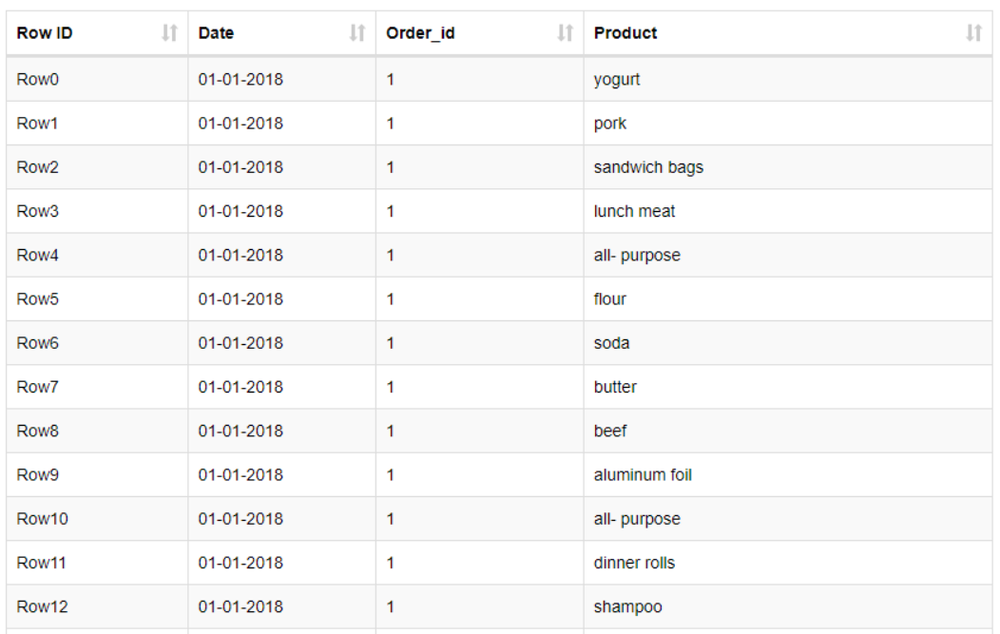 Row ID Date Order_id Product
Row0 01-01-2018 1 yogurt
Row1 01-01-2018 1 pork
Row2 01-01-2018 1 sandwich bags
Row3 01-01-2018 1 lunch meat
Row4 01-01-2018 1 all- purpose
Row5 01-01-2018 1 flour
Row6 01-01-2018 1 soda
Row7 01-01-2018 1 butter
Row8 01-01-2018 1 beef
Row9 01-01-2018 1 aluminum foil
Row10 01-01-2018 1 all- purpose
Row11 01-01-2018 1 dinner rolls
Row12 01-01-2018 1 shampoo